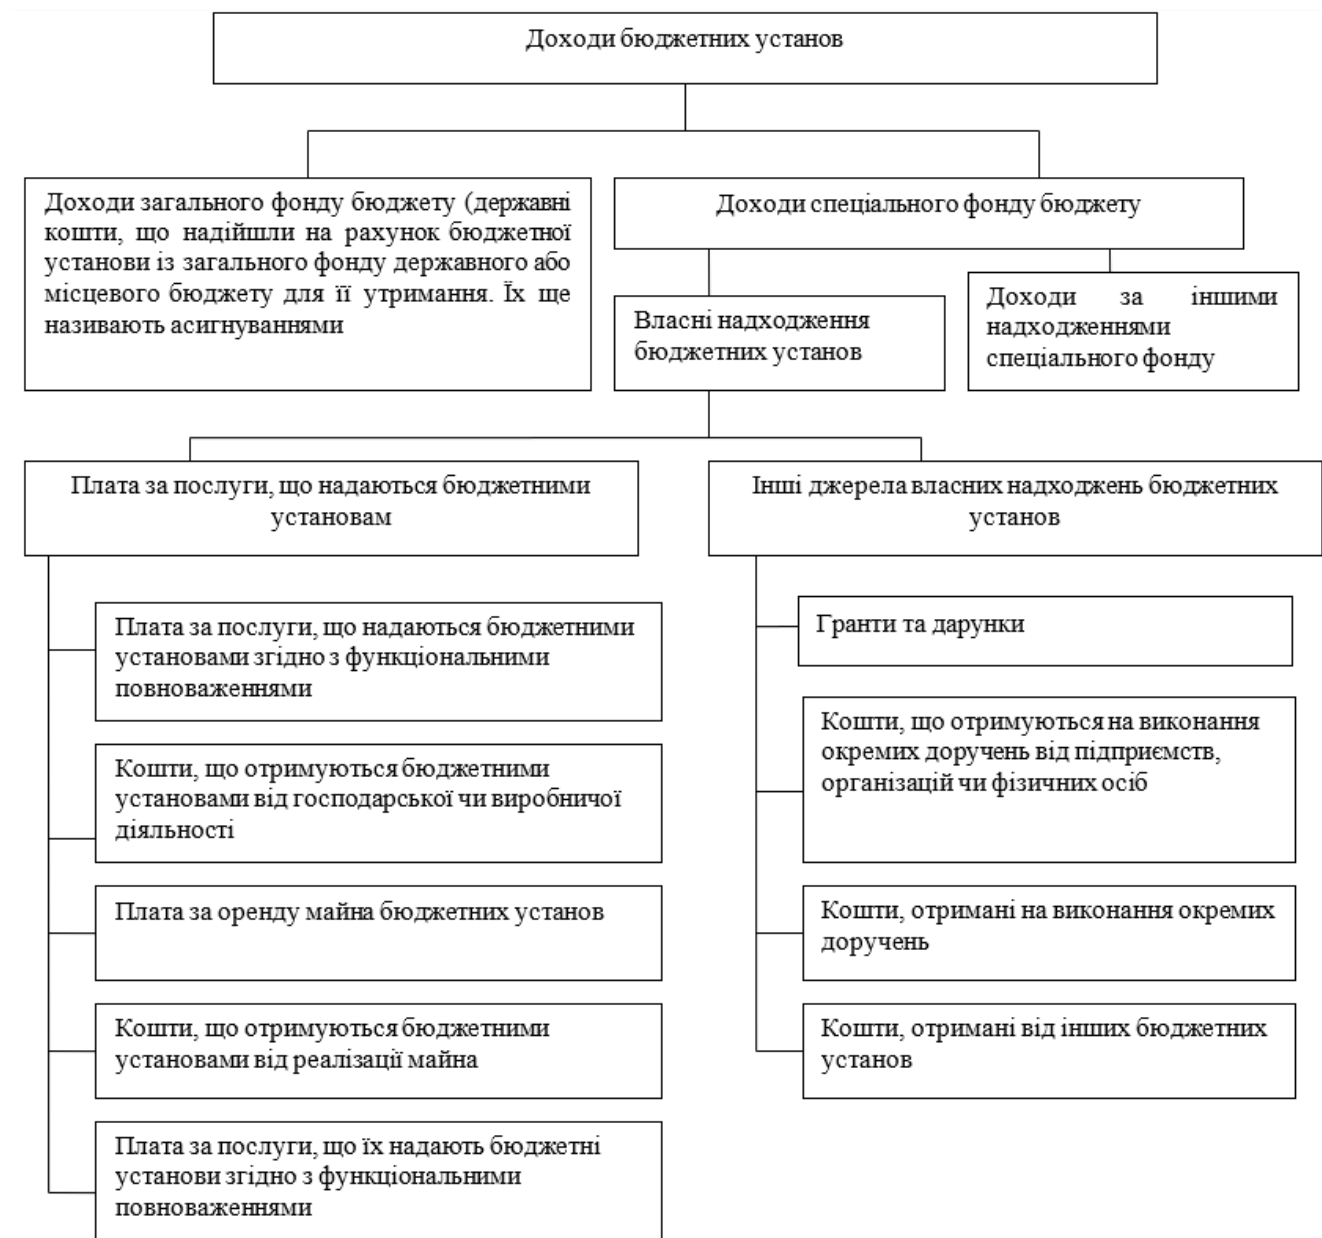 Доходи бюджетних установ
Доходи загального фонду бюджету (державні
кошти, що надійшли на рахунок бюджетної
установи із загального фонду державного або
місцевого бюджету для її утримання. Їх ще
називають асигнуваннями
Доходи спеціального фонду бюджету
Власні надходження
бюджетних установ
Доходи за іншими
надходженнями
спеціального фонду
Плата за послуги, що надаються бюджетними
установам
Плата за послуги, що надаються бюджетними
установами згідно з функціональними
повноваженнями
Кошти, що отримуються бюджетними
установами від господарської чи виробничої
діяльності
Плата за оренду майна бюджетних установ
Кошти, що отримуються бюджетними
установами від реалізації майна
Плата за послуги, що їх надають бюджетні
установи згідно з функціональними
повноваженнями
Інші джерела власних надходжень бюджетних
установ
Гранти та дарунки
Кошти, що отримуються на виконання
окремих доручень від підприємств,
організацій чи фізичних осіб
Кошти, отримані на виконання окремих
доручень
Кошти, отримані від інших бюджетних
установ